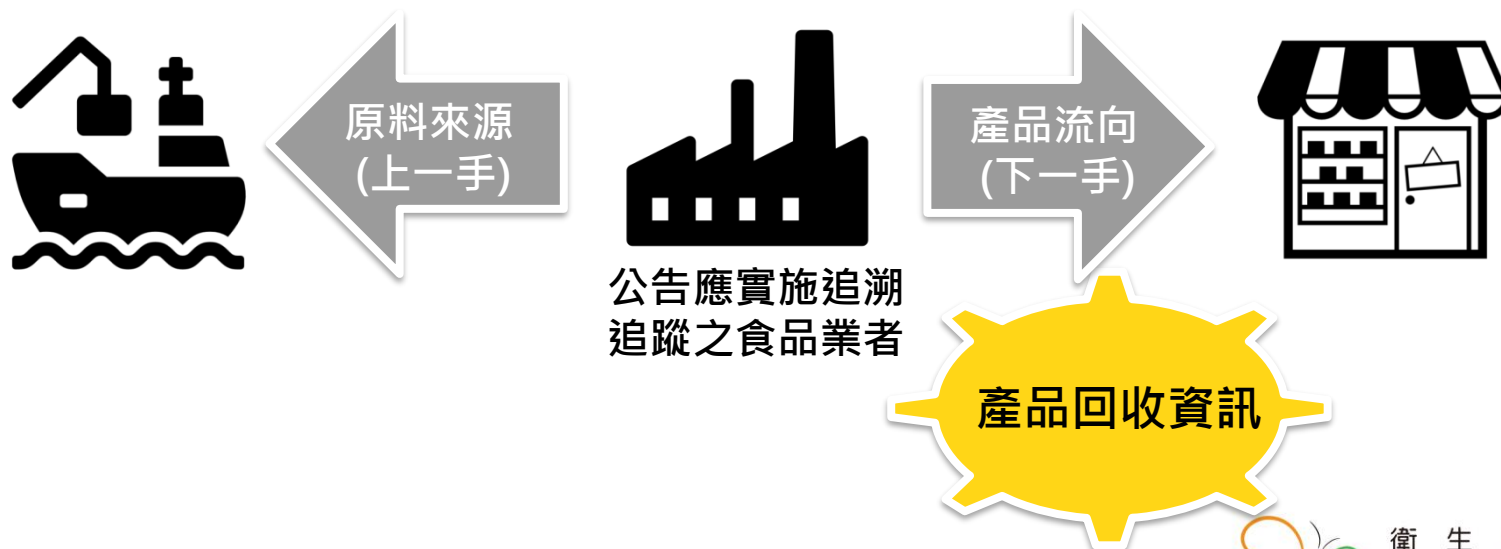 原料來源
(上一手)
產品流向
(下一手)
公告應實施追溯
追蹤之食品業者
產品回收資訊
衛生